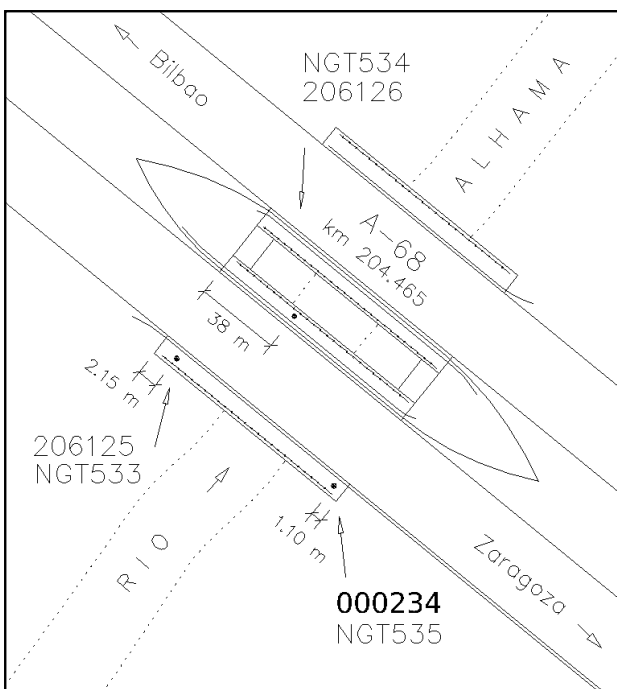 Bilbao
NGT534
206126
ALHAMA
A-68
km 204.465
38 m
2.15 m
206125
NGT533
1.10 m
RIO
Zaragoza
000234
NGT535